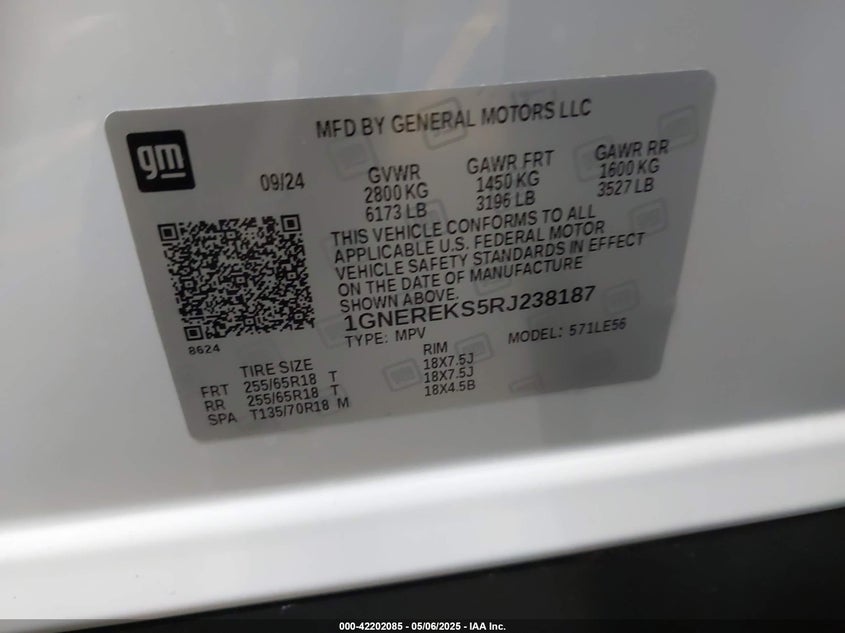 MFD BY GENERAL MOTORS LLC
gm
09/24
GVWR GAWR FRT GAWR RR
2800 KG 1450 KG 1600 KG
6173 LB 3196 LB 3527 LB
THIS VEHICLE CONFORMS TO ALL
APPLICABLE U.S. FEDERAL MOTOR
VEHICLE SAFETY STANDARDS IN EFFECT
ON THE DATE OF MANUFACTURE
SHOWN ABOVE.
1GNEREKS5RJ238187
TYPE: MPV MODEL: 571LE56
8624
TIRE SIZE RIM
FRT 255/65R18 T 18X7.5J
RR 255/65R18 T 18X7.5J
SPA T135/70R18 M 18X4.5B
000-42202085 - 05/06/2025 - IAA Inc.